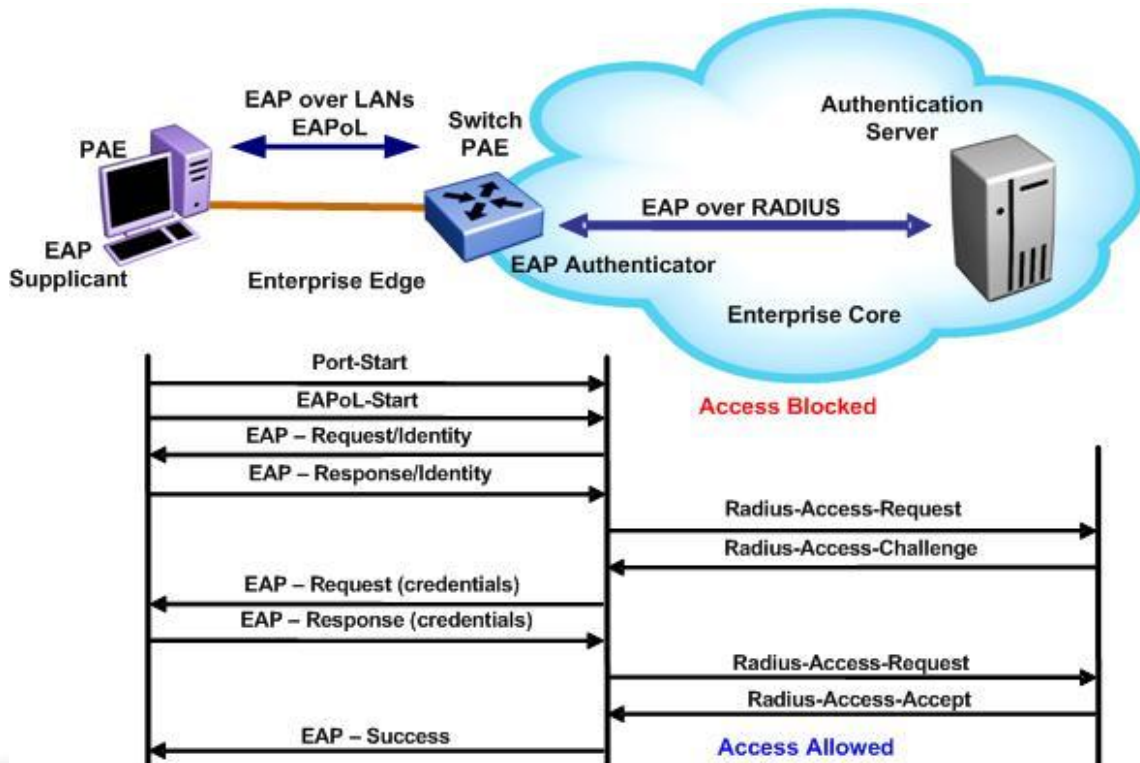 EAP over LANs
EAPoL
PAE
Switch
PAE
Authentication
Server
EAP over RADIUS
EAP
Supplicant
Enterprise Edge
EAP Authenticator
Enterprise Core
Port-Start
EAPoL-Start
Access Blocked
EAP – Request/Identity
EAP – Response/Identity
Radius-Access-Request
Radius-Access-Challenge
EAP – Request (credentials)
EAP – Response (credentials)
Radius-Access-Request
Radius-Access-Accept
EAP – Success
Access Allowed